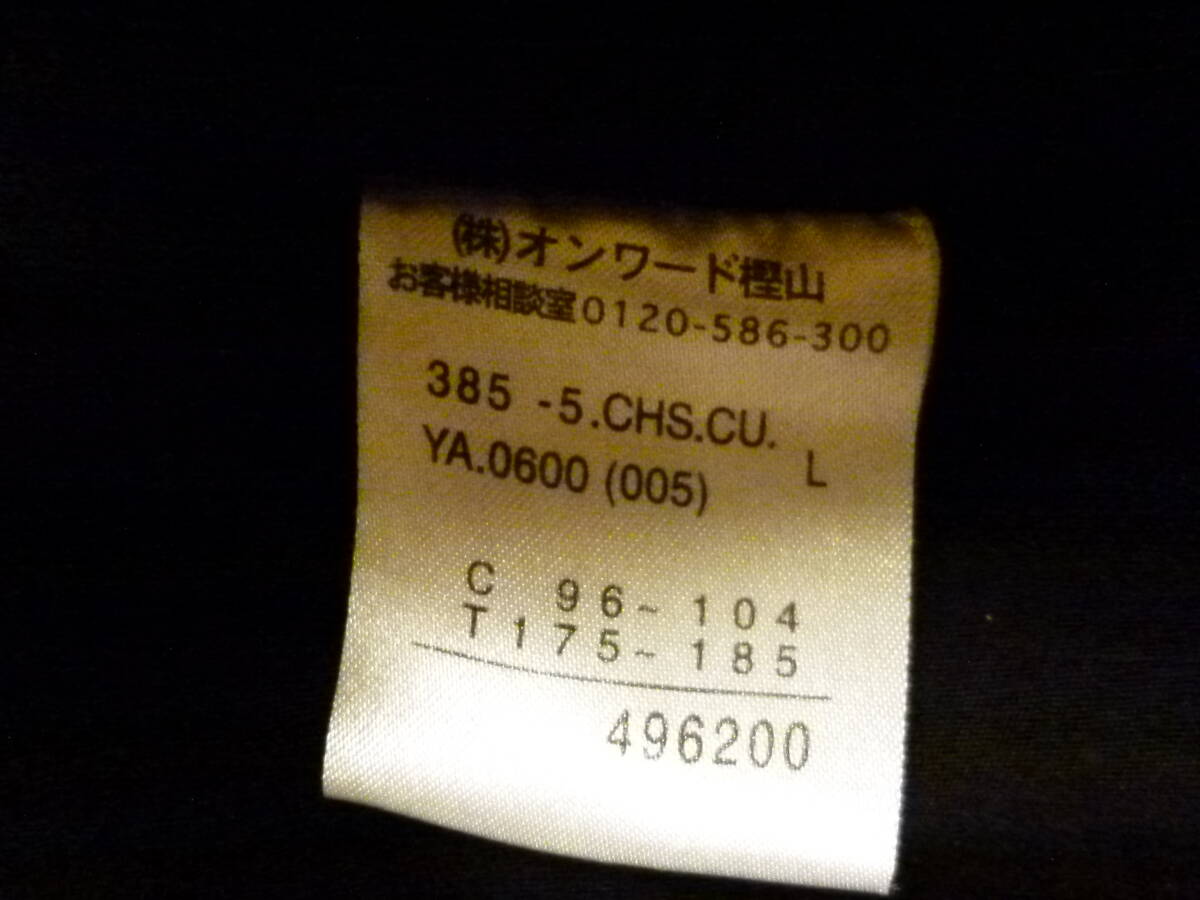 (株)オンワード樫山
お客様相談室0120-586-300
385 -5.CHS.CU.
YA.0600 (005) L
C 96~104
T 175~185
496200